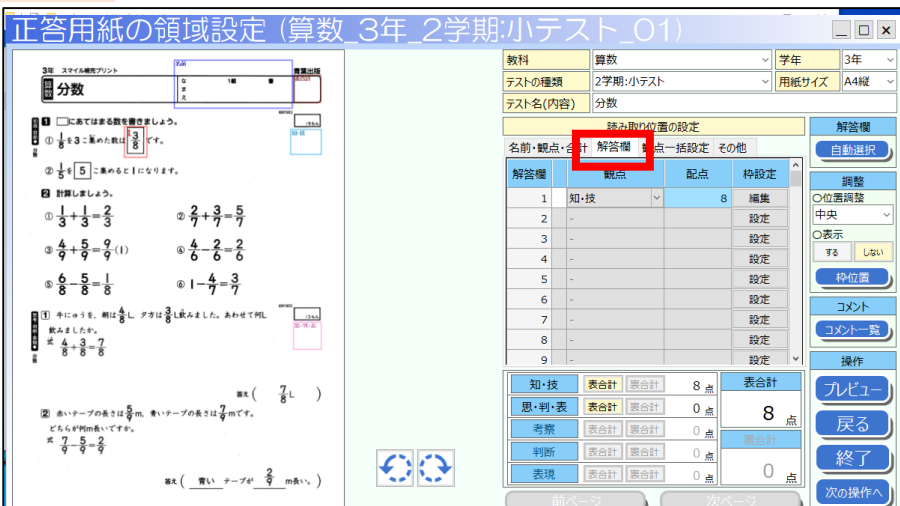 正答用紙の領域設定 (算数_3年_2学期:小テスト_01)
教科 算数 学年 3年
テストの種類 2学期:小テスト 用紙サイズ A4縦
テスト名(内容) 分数
読み取り位置の設定
名前・観点・合計 解答欄 観点一括設定 その他
解答欄 観点 配点 枠設定
1 知・技 8 編集
2 - 設定
3 - 設定
4 - 設定
5 - 設定
6 - 設定
7 - 設定
8 - 設定
9 - 設定
知・技 表合計 裏合計 8 点
思・判・表 表合計 裏合計 0 点
考察 表合計 裏合計 0 点
判断 表合計 裏合計 0 点
表現 表合計 裏合計 0 点
表合計
8 点
裏合計
0 点
前ページ 次ページ
解答欄
自動選択
調整
○位置調整
中央
○表示
する しない
枠位置
コメント
コメント一覧
操作
プレビュー
戻る
終了
次の操作へ
3年 スマイル補充プリント 青葉出版
算数 分数
名前
なまえ
1組
1 □にあてはまる数を書きましょう。
① 1/8を3こ集めた数は 3/8 です。
② 1/5を 5 こ集めると1になります。
2 計算しましょう。
① 1/3+1/3=2/3 ② 2/7+3/7=5/7
③ 4/9+5/9=9/9(1) ④ 4/6-2/6=2/6
⑤ 6/8-5/8=1/8 ⑥ 1-4/7=3/7
1 牛にゅうを、朝は4/8L、夕方は3/8L飲みました。あわせて何L
飲みましたか。
式 4/8+3/8=7/8
答え ( 7/8L )
2 赤いテープの長さは5/9m、青いテープの長さは7/9mです。
どちらが何m長いですか。
式 7/9-5/9=2/9
答え ( 青い テープが 2/9 m長い。)